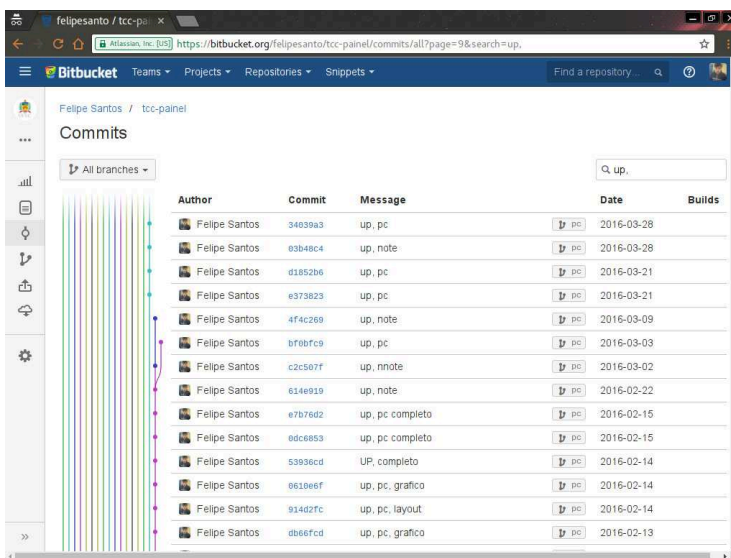 felipesanto / tcc-pai ×
Atlassian, Inc. [US] https://bitbucket.org/felipesanto/tcc-painel/commits/all?page=9&search=up,
Bitbucket Teams Projects Repositories Snippets Find a repository...
Felipe Santos / tcc-painel
Commits
All branches up,
Author Commit Message Date Builds
Felipe Santos 34039a3 up, pc pc 2016-03-28
Felipe Santos 03b48c4 up, note pc 2016-03-28
Felipe Santos d1852b6 up, pc pc 2016-03-21
Felipe Santos e373823 up, pc pc 2016-03-21
Felipe Santos 4f4c269 up, note pc 2016-03-09
Felipe Santos bf0bfc9 up, pc pc 2016-03-03
Felipe Santos c2c507f up, nnote pc 2016-03-02
Felipe Santos 614e919 up, note pc 2016-02-22
Felipe Santos e7b76d2 up, pc completo pc 2016-02-15
Felipe Santos 0dc6853 up, pc completo pc 2016-02-15
Felipe Santos 53936cd UP, completo pc 2016-02-14
Felipe Santos 0610e6f up, pc, grafico pc 2016-02-14
Felipe Santos 914d2fc up, pc, layout pc 2016-02-14
Felipe Santos db66fcd up, pc, grafico pc 2016-02-13